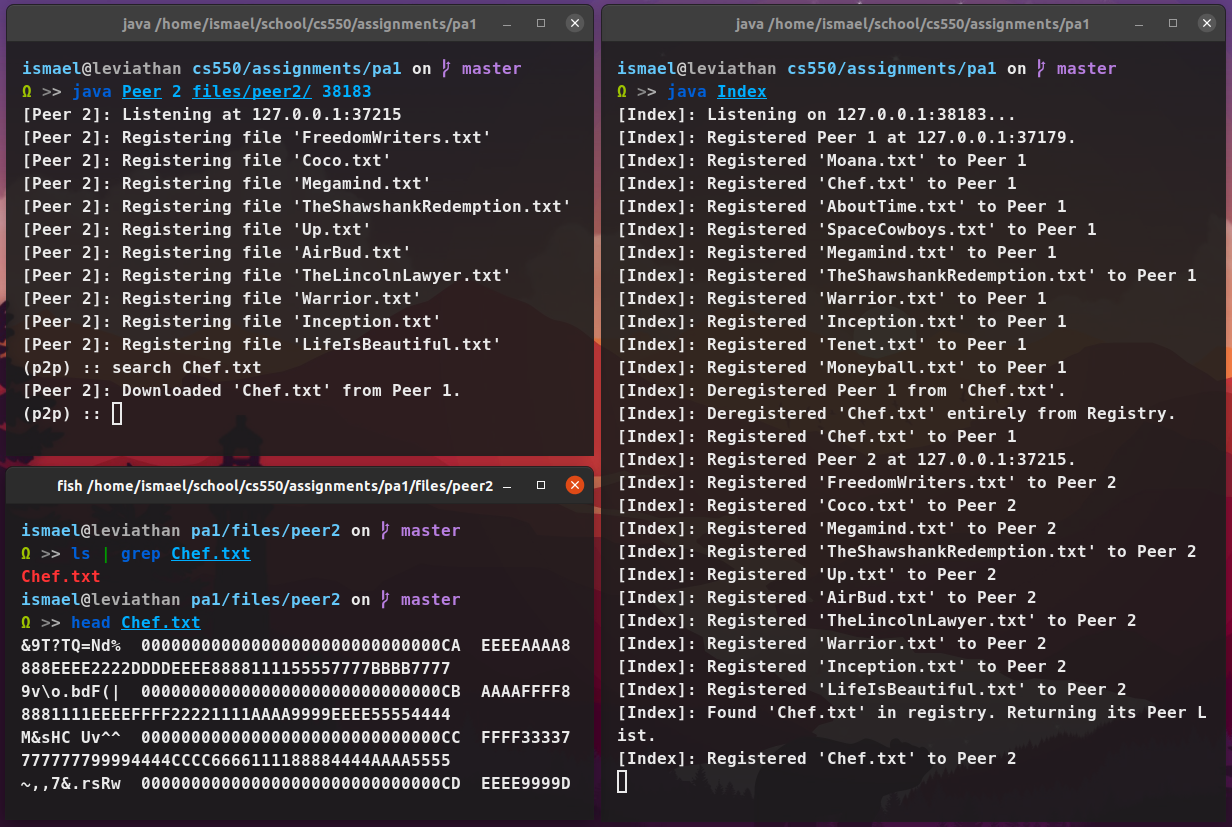 java /home/ismael/school/cs550/assignments/pa1
ismael@leviathan cs550/assignments/pa1 on master
Ω >> java Peer 2 files/peer2/ 38183
[Peer 2]: Listening at 127.0.0.1:37215
[Peer 2]: Registering file 'FreedomWriters.txt'
[Peer 2]: Registering file 'Coco.txt'
[Peer 2]: Registering file 'Megamind.txt'
[Peer 2]: Registering file 'TheShawshankRedemption.txt'
[Peer 2]: Registering file 'Up.txt'
[Peer 2]: Registering file 'AirBud.txt'
[Peer 2]: Registering file 'TheLincolnLawyer.txt'
[Peer 2]: Registering file 'Warrior.txt'
[Peer 2]: Registering file 'Inception.txt'
[Peer 2]: Registering file 'LifeIsBeautiful.txt'
(p2p) :: search Chef.txt
[Peer 2]: Downloaded 'Chef.txt' from Peer 1.
(p2p) ::
fish /home/ismael/school/cs550/assignments/pa1/files/peer2
ismael@leviathan pa1/files/peer2 on master
Ω >> ls | grep Chef.txt
Chef.txt
ismael@leviathan pa1/files/peer2 on master
Ω >> head Chef.txt
&9T?TQ=Nd%  000000000000000000000000000000CA  EEEEAAAA8
888EEEE2222DDDDEEEE8888111155557777BBBB7777
9v\o.bdF(|  000000000000000000000000000000CB  AAAAFFFF8
8881111EEEEFFFF22221111AAAA9999EEEE55554444
M&sHC Uv^^  000000000000000000000000000000CC  FFFF33337
777777799994444CCCC6666111188884444AAAA5555
~,,7&.rsRw  000000000000000000000000000000CD  EEEE9999D
java /home/ismael/school/cs550/assignments/pa1
ismael@leviathan cs550/assignments/pa1 on master
Ω >> java Index
[Index]: Listening on 127.0.0.1:38183...
[Index]: Registered Peer 1 at 127.0.0.1:37179.
[Index]: Registered 'Moana.txt' to Peer 1
[Index]: Registered 'Chef.txt' to Peer 1
[Index]: Registered 'AboutTime.txt' to Peer 1
[Index]: Registered 'SpaceCowboys.txt' to Peer 1
[Index]: Registered 'Megamind.txt' to Peer 1
[Index]: Registered 'TheShawshankRedemption.txt' to Peer 1
[Index]: Registered 'Warrior.txt' to Peer 1
[Index]: Registered 'Inception.txt' to Peer 1
[Index]: Registered 'Tenet.txt' to Peer 1
[Index]: Registered 'Moneyball.txt' to Peer 1
[Index]: Deregistered Peer 1 from 'Chef.txt'.
[Index]: Deregistered 'Chef.txt' entirely from Registry.
[Index]: Registered 'Chef.txt' to Peer 1
[Index]: Registered Peer 2 at 127.0.0.1:37215.
[Index]: Registered 'FreedomWriters.txt' to Peer 2
[Index]: Registered 'Coco.txt' to Peer 2
[Index]: Registered 'Megamind.txt' to Peer 2
[Index]: Registered 'TheShawshankRedemption.txt' to Peer 2
[Index]: Registered 'Up.txt' to Peer 2
[Index]: Registered 'AirBud.txt' to Peer 2
[Index]: Registered 'TheLincolnLawyer.txt' to Peer 2
[Index]: Registered 'Warrior.txt' to Peer 2
[Index]: Registered 'Inception.txt' to Peer 2
[Index]: Registered 'LifeIsBeautiful.txt' to Peer 2
[Index]: Found 'Chef.txt' in registry. Returning its Peer L
ist.
[Index]: Registered 'Chef.txt' to Peer 2